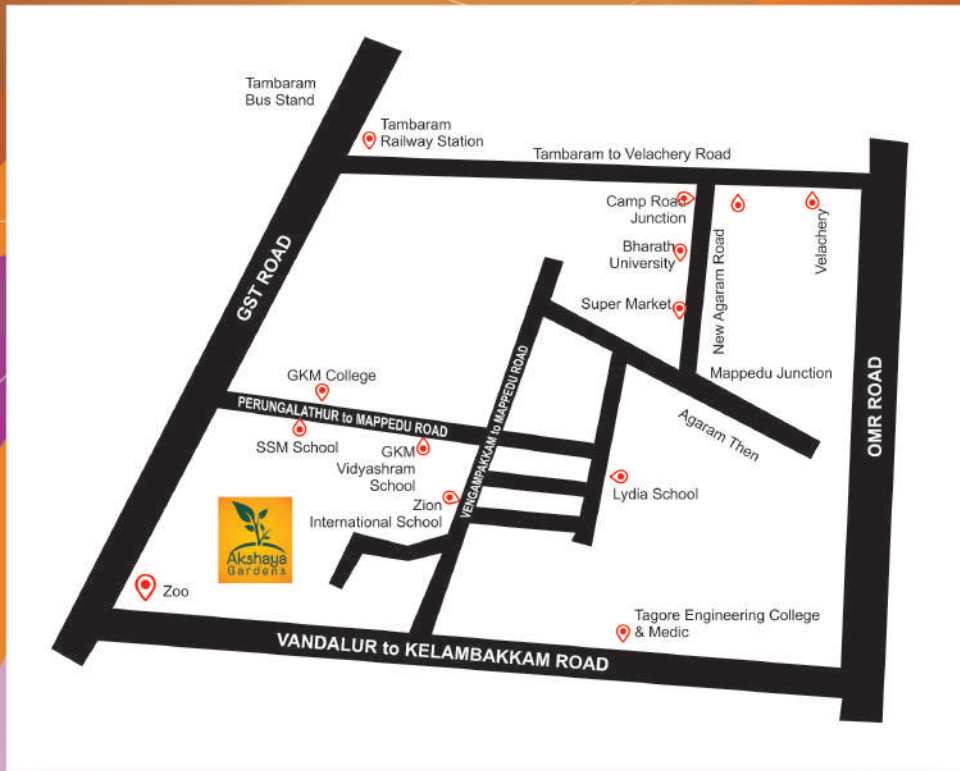 Tambaram
Bus Stand
Tambaram
Railway Station
Tambaram to Velachery Road
Camp Road
Junction
Velachery
Bharath
University
New Agaram Road
GST ROAD
Super Market
Mappedu Junction
OMR ROAD
GKM College
PERUNGALATHUR to MAPPEDU ROAD
VENGAMPAKKAM to MAPPEDU ROAD
Agaram Then
SSM School
GKM
Vidyashram
School
Lydia School
Zion
International School
Akshaya
Gardens
Zoo
Tagore Engineering College
& Medic
VANDALUR to KELAMBAKKAM ROAD